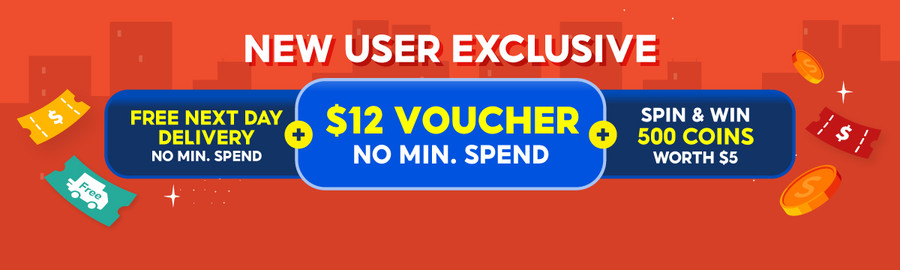 NEW USER EXCLUSIVE
FREE NEXT DAY
DELIVERY
NO MIN. SPEND
+
$12 VOUCHER
NO MIN. SPEND
+
SPIN & WIN
500 COINS
WORTH $5
$
Free
$
$
$